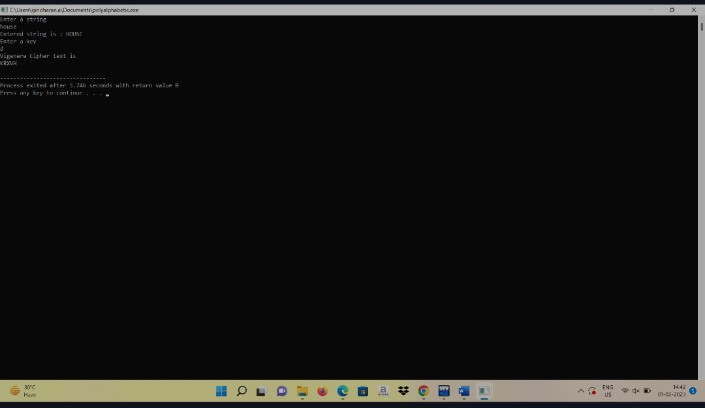 C:\Users\giridharan.a\Documents\polyalphabetic.exe
Enter a string
house
Entered string is : HOUSE
Enter a key
d
Vigenere Cipher text is
KRXVH
--------------------------------
Process exited after 5.746 seconds with return value 0
Press any key to continue . . .
30°C
Haze
ENG
US
14:42